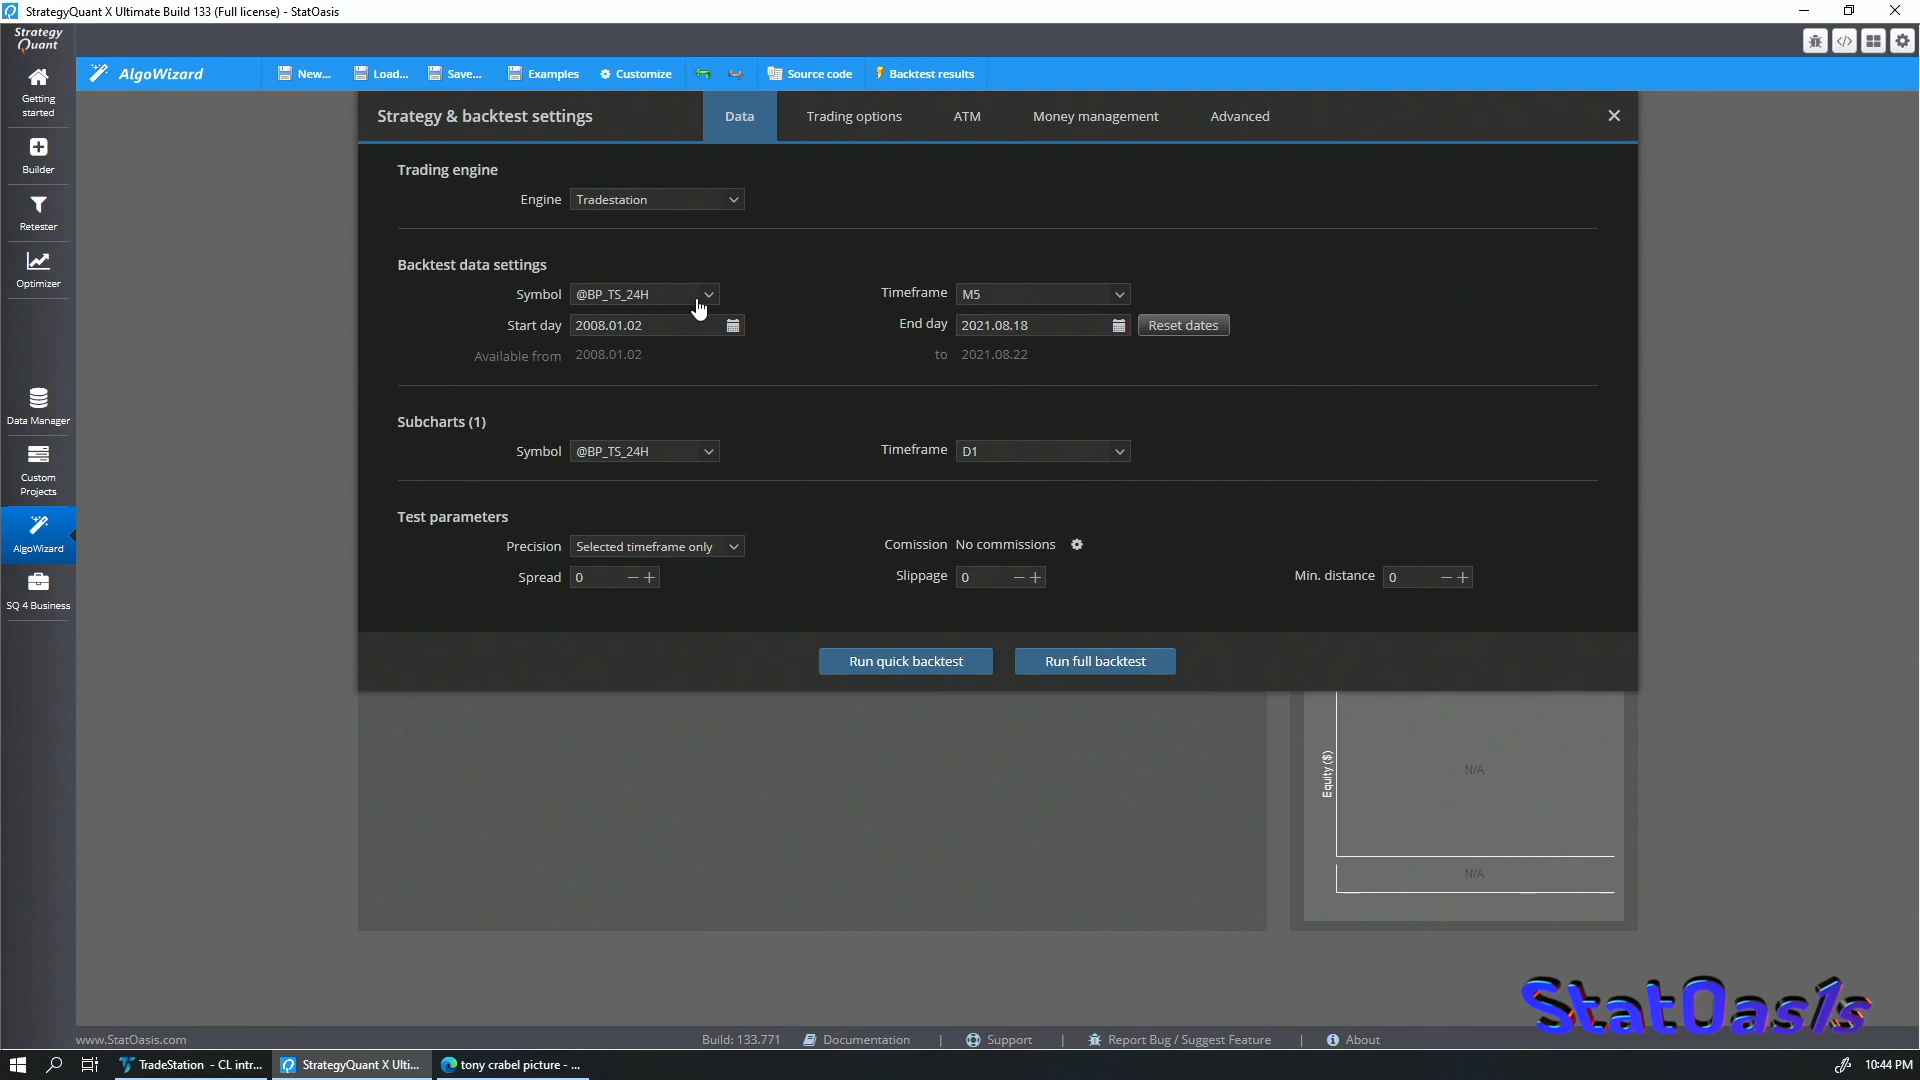 StrategyQuant X Ultimate Build 133 (Full license) - StatOasis
Strategy
Quant
AlgoWizard
New...
Load...
Save...
Examples
Customize
Source code
Backtest results
Getting
started
Builder
Retester
Optimizer
Data Manager
Custom
Projects
AlgoWizard
SQ 4 Business
Strategy & backtest settings
Data
Trading options
ATM
Money management
Advanced
Trading engine
Engine Tradestation
Backtest data settings
Symbol @BP_TS_24H Timeframe M5
Start day 2008.01.02 End day 2021.08.18 Reset dates
Available from 2008.01.02 to 2021.08.22
Subcharts (1)
Symbol @BP_TS_24H Timeframe D1
Test parameters
Precision Selected timeframe only Comission No commissions
Spread 0 Slippage 0 Min. distance 0
Run quick backtest Run full backtest
Equity ($)
N/A
N/A
StatOas1s
www.StatOasis.com
Build: 133.771 Documentation | Support | Report Bug / Suggest Feature | About
TradeStation - CL intr...
StrategyQuant X Ulti...
tony crabel picture - ...
10:44 PM